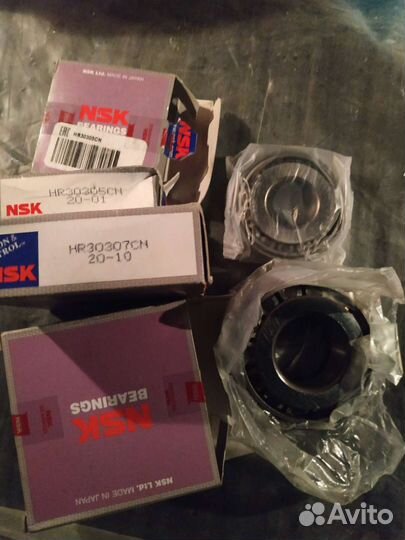 NSK Ltd. MADE IN JAPAN
NSK
BEARINGS
EAC
HR30305CN
HR30305CN
20-01
NSK
HR30307CN
20-10
NSK
NSK
BEARINGS
NSK Ltd. MADE IN JAPAN
Avito